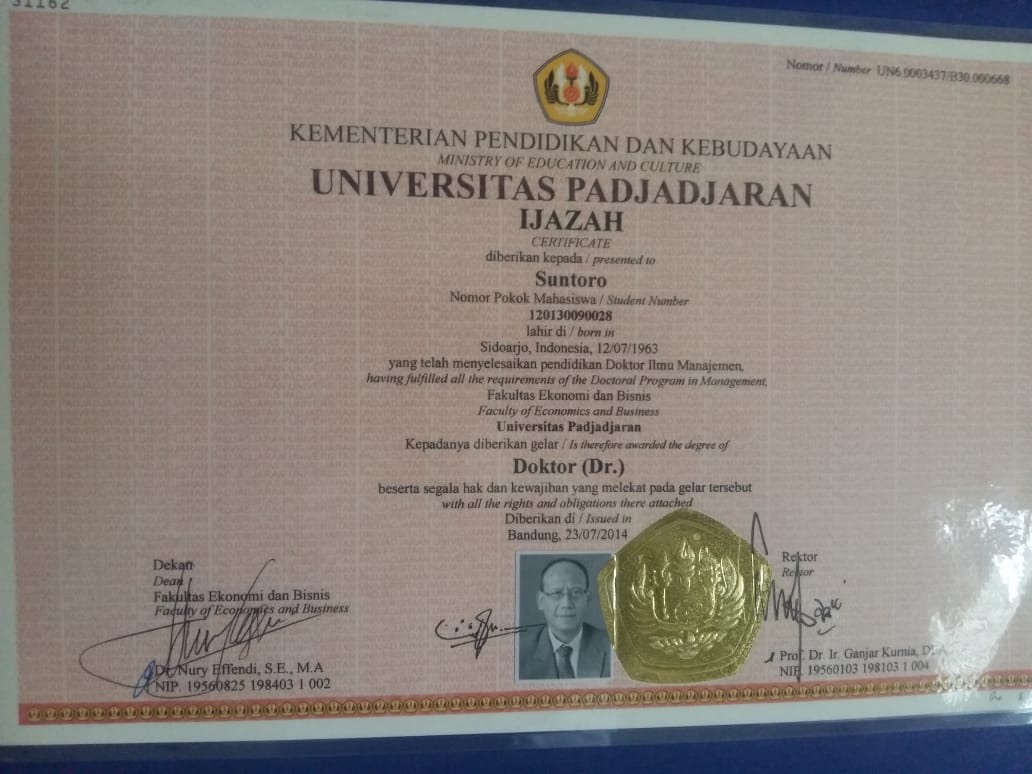 31162
Nomor / Number UN6.0003437/B30.000668
KEMENTERIAN PENDIDIKAN DAN KEBUDAYAAN
MINISTRY OF EDUCATION AND CULTURE
UNIVERSITAS PADJADJARAN
IJAZAH
CERTIFICATE
diberikan kepada / presented to
Suntoro
Nomor Pokok Mahasiswa / Student Number
120130090028
lahir di / born in
Sidoarjo, Indonesia, 12/07/1963
yang telah menyelesaikan pendidikan Doktor Ilmu Manajemen,
having fulfilled all the requirements of the Doctoral Program in Management,
Fakultas Ekonomi dan Bisnis
Faculty of Economics and Business
Universitas Padjadjaran
Kepadanya diberikan gelar / Is therefore awarded the degree of
Doktor (Dr.)
beserta segala hak dan kewajiban yang melekat pada gelar tersebut
with all the rights and obligations there attached
Diberikan di / Issued in
Bandung, 23/07/2014
Dekan
Dean
Fakultas Ekonomi dan Bisnis
Faculty of Economics and Business
Dr. Nury Effendi, S.E., M.A
NIP. 19560825 198403 1 002
Rektor
Rector
Prof. Dr. Ir. Ganjar Kurnia,
NIP. 19560103 198103 1 004